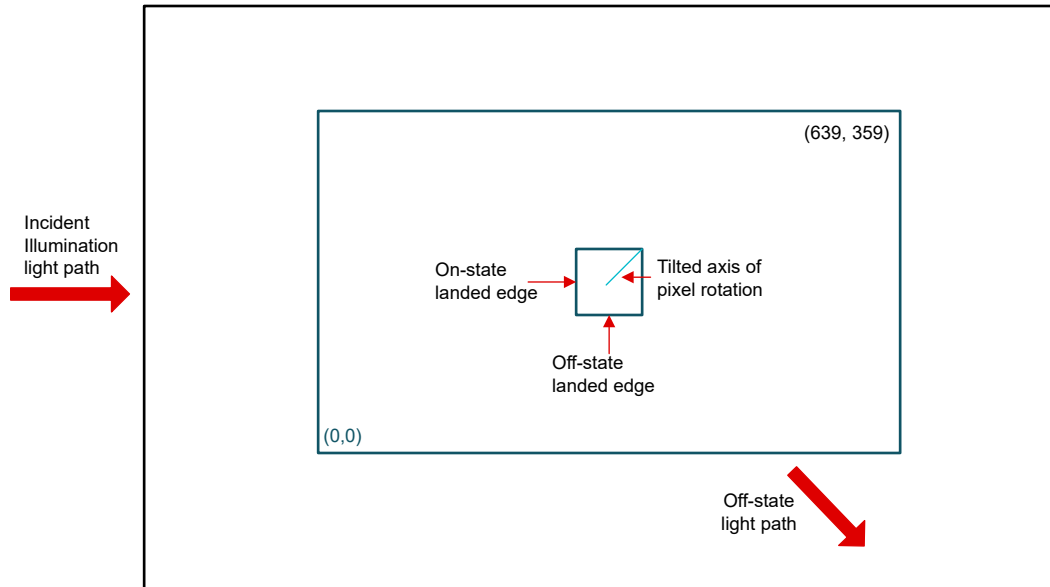 (639, 359)
Incident
Illumination
light path
On-state
landed edge
Tilted axis of
pixel rotation
Off-state
landed edge
(0,0)
Off-state
light path